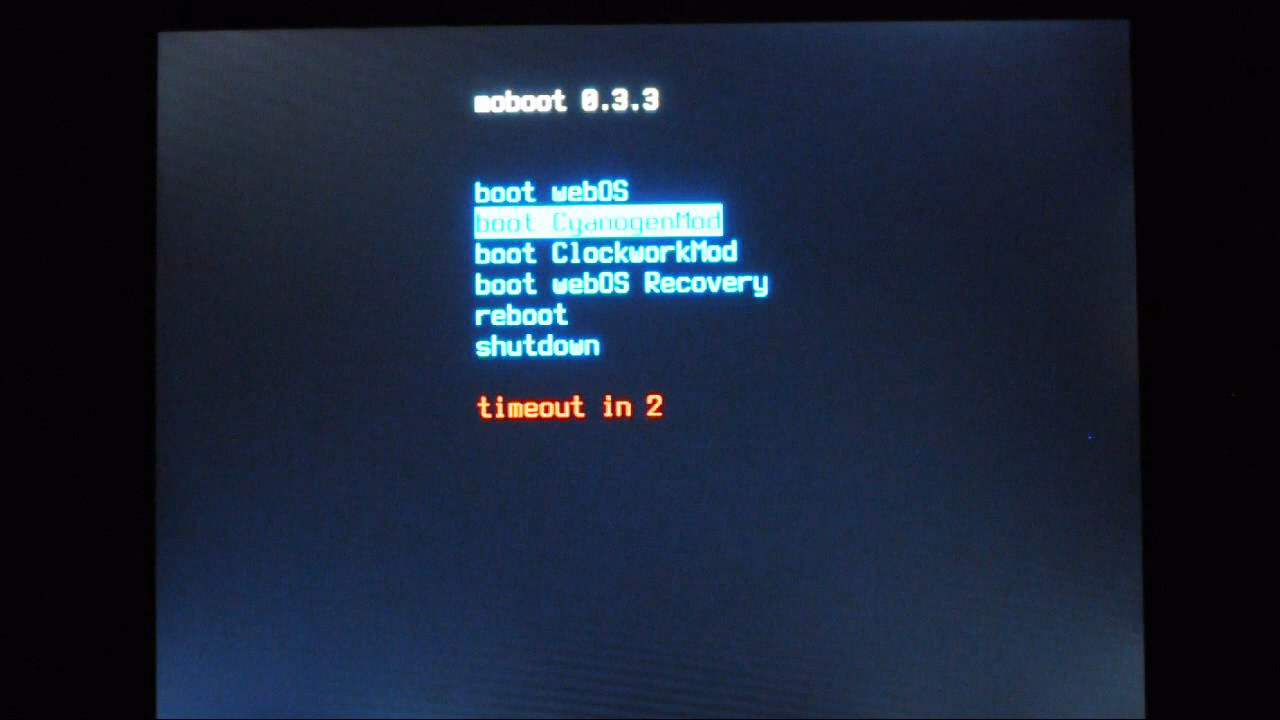 moboot 0.3.3
boot webOS
boot CyanogenMod
boot ClockworkMod
boot webOS Recovery
reboot
shutdown
timeout in 2